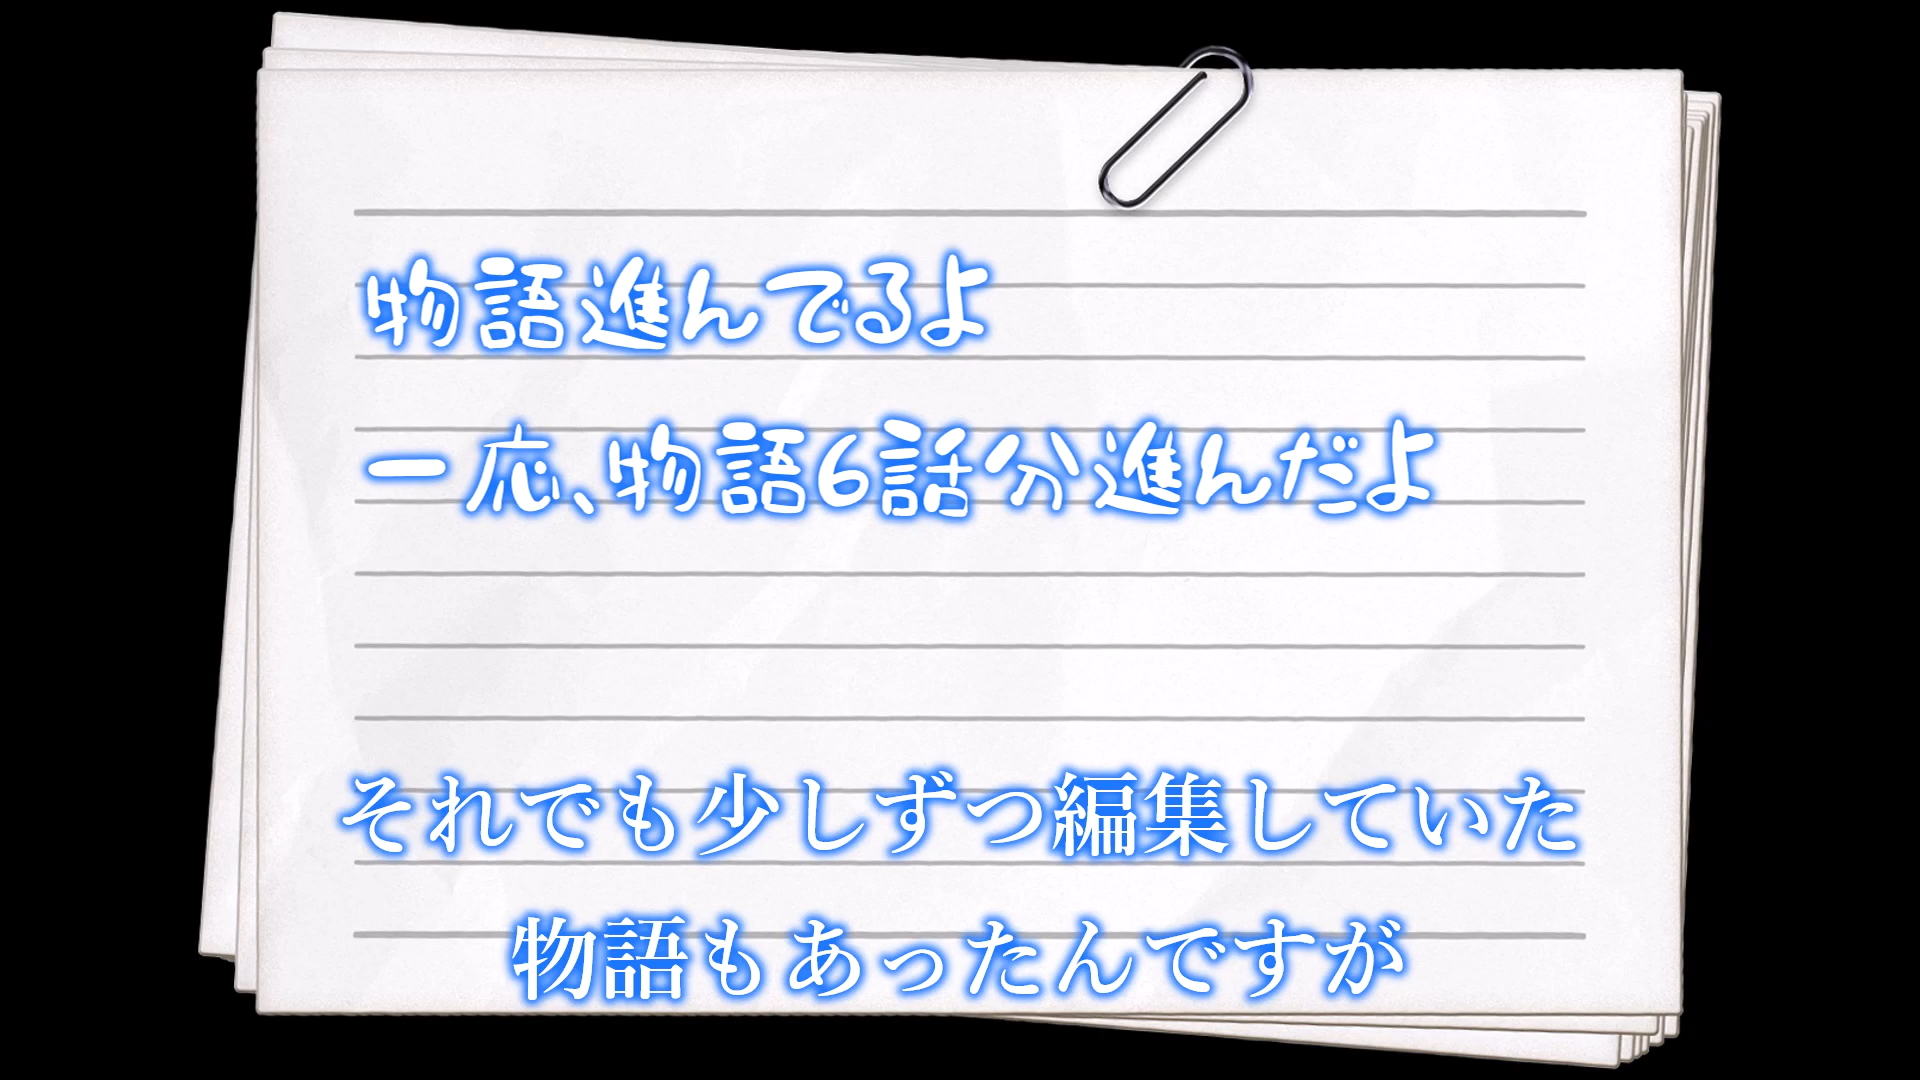 物語進んでるよ
一応、物語6話分進んだよ
それでも少しずつ編集していた
物語もあったんですが